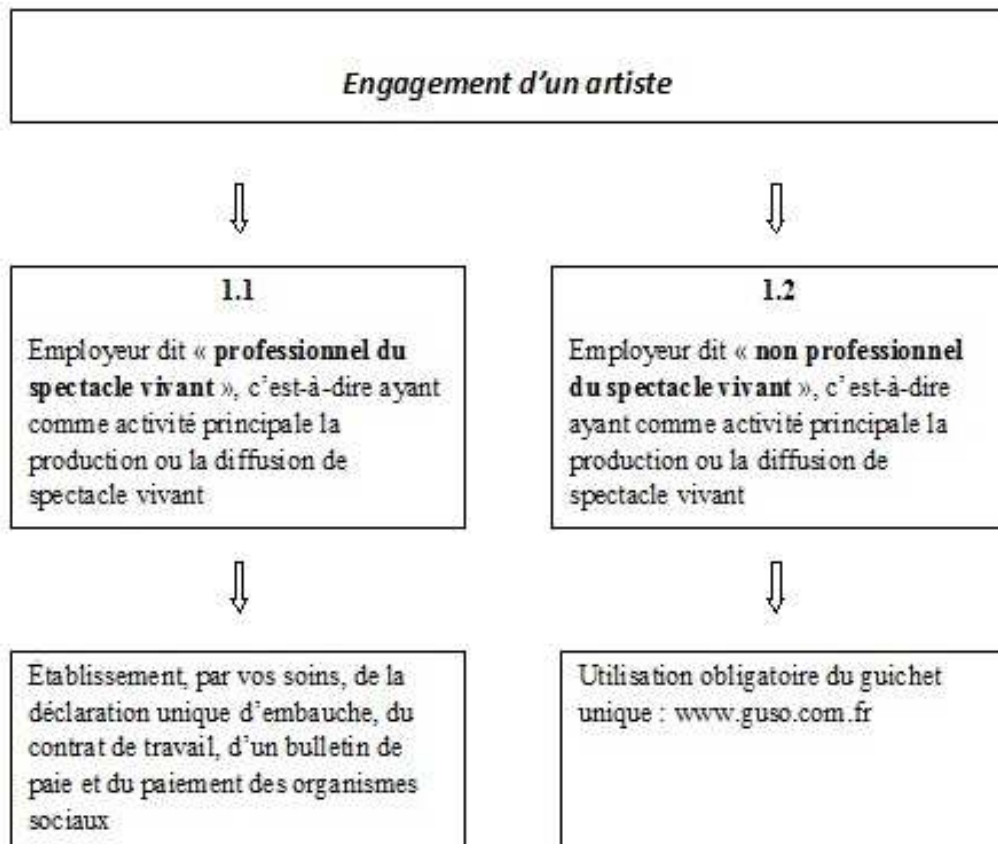 Engagement d'un artiste
1.1
Employeur dit « professionnel du
spectacle vivant », c'est-à-dire ayant
comme activité principale la
production ou la diffusion de
spectacle vivant
1.2
Employeur dit « non professionnel
du spectacle vivant », c'est-à-dire
ayant comme activité principale la
production ou la diffusion de
spectacle vivant
Etablissement, par vos soins, de la
déclaration unique d'embauche, du
contrat de travail, d'un bulletin de
paie et du paiement des organismes
sociaux
Utilisation obligatoire du guichet
unique : www.guso.com.fr